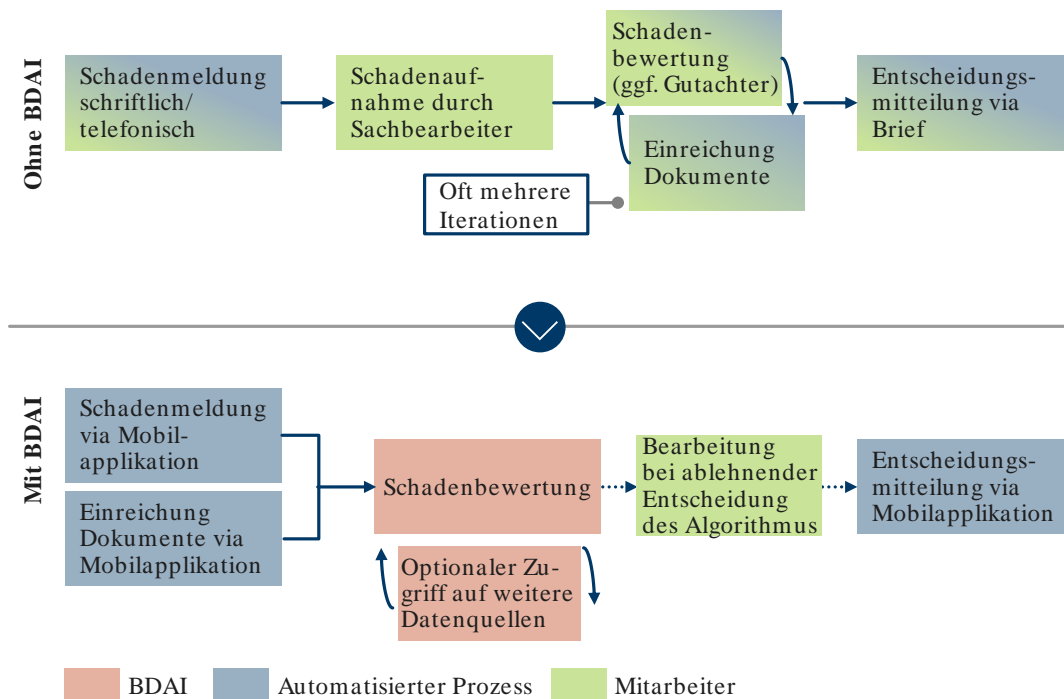 Ohne BDAI
Schadenmeldung
schriftlich/
telefonisch
Schadenauf-
nahme durch
Sachbearbeiter
Schaden-
bewertung
(ggf. Gutachter)
Einreichung
Dokumente
Oft mehrere
Iterationen
Entscheidungs-
mitteilung via
Brief
Mit BDAI
Schadenmeldung
via Mobil-
applikation
Einreichung
Dokumente via
Mobilapplikation
Schadenbewertung
Optionaler Zu-
griff auf weitere
Datenquellen
Bearbeitung
bei ablehnender
Entscheidung
des Algorithmus
Entscheidungs-
mitteilung via
Mobilapplikation
BDAI
Automatisierter Prozess
Mitarbeiter